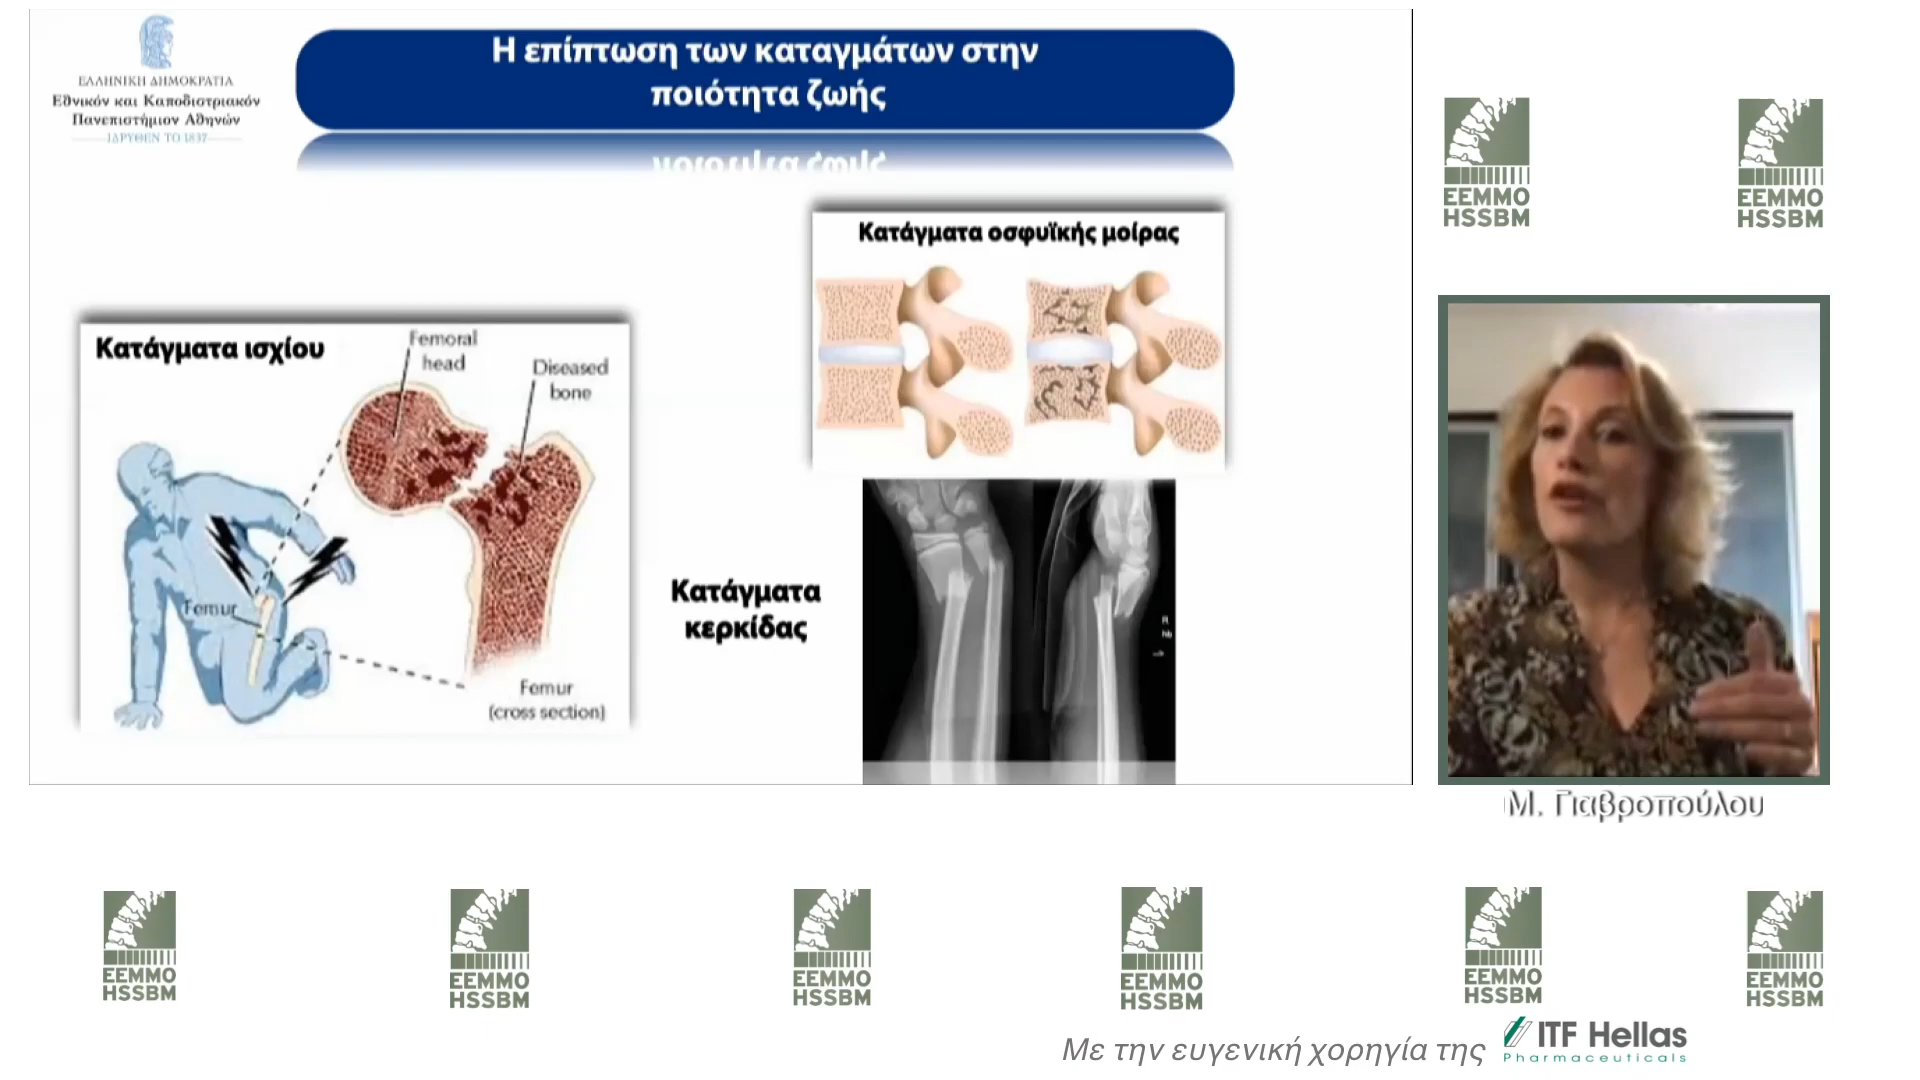 ΕΛΛΗΝΙΚΗ ΔΗΜΟΚΡΑΤΙΑ
Εθνικόν και Καποδιστριακόν
Πανεπιστήμιον Αθηνών
ΙΔΡΥΘΕΝ ΤΟ 1837
Η επίπτωση των καταγμάτων στην
ποιότητα ζωής
Κατάγματα οσφυϊκής μοίρας
Κατάγματα ισχίου
Femoral
head
Diseased
bone
Femur
Femur
(cross section)
Κατάγματα
κερκίδας
R
EEMMO
HSSBM
EEMMO
HSSBM
Μ. Γιαβροπούλου
EEMMO
HSSBM
EEMMO
HSSBM
EEMMO
HSSBM
EEMMO
HSSBM
EEMMO
HSSBM
EEMMO
HSSBM
Με την ευγενική χορηγία της
ITF Hellas
Pharmaceuticals